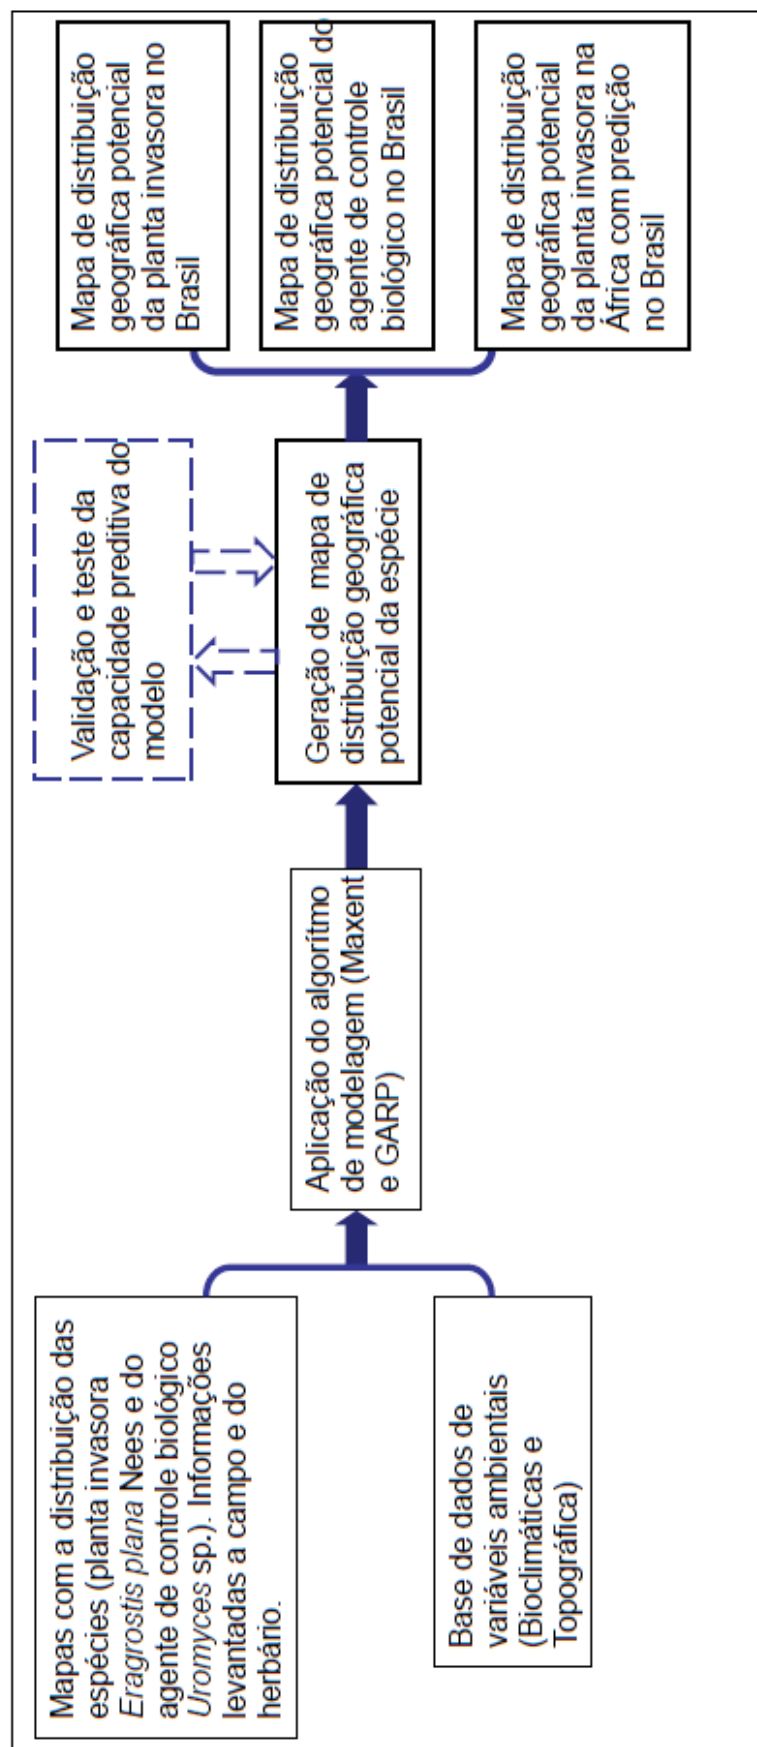 Mapas com a distribuição das
espécies (planta invasora
Eragrostis plana Nees e do
agente de controle biológico
Uromyces sp.). Informações
levantadas a campo e do
herbário.
Base de dados de
variáveis ambientais
(Bioclimáticas e
Topográfica)
Aplicação do algorítmo
de modelagem (Maxent
e GARP)
Validação e teste da
capacidade preditiva do
modelo
Geração de mapa de
distribuição geográfica
potencial da espécie
Mapa de distribuição
geográfica potencial
da planta invasora no
Brasil
Mapa de distribuição
geográfica potencial do
agente de controle
biológico no Brasil
Mapa de distribuição
geográfica potencial
da planta invasora na
África com predição
no Brasil